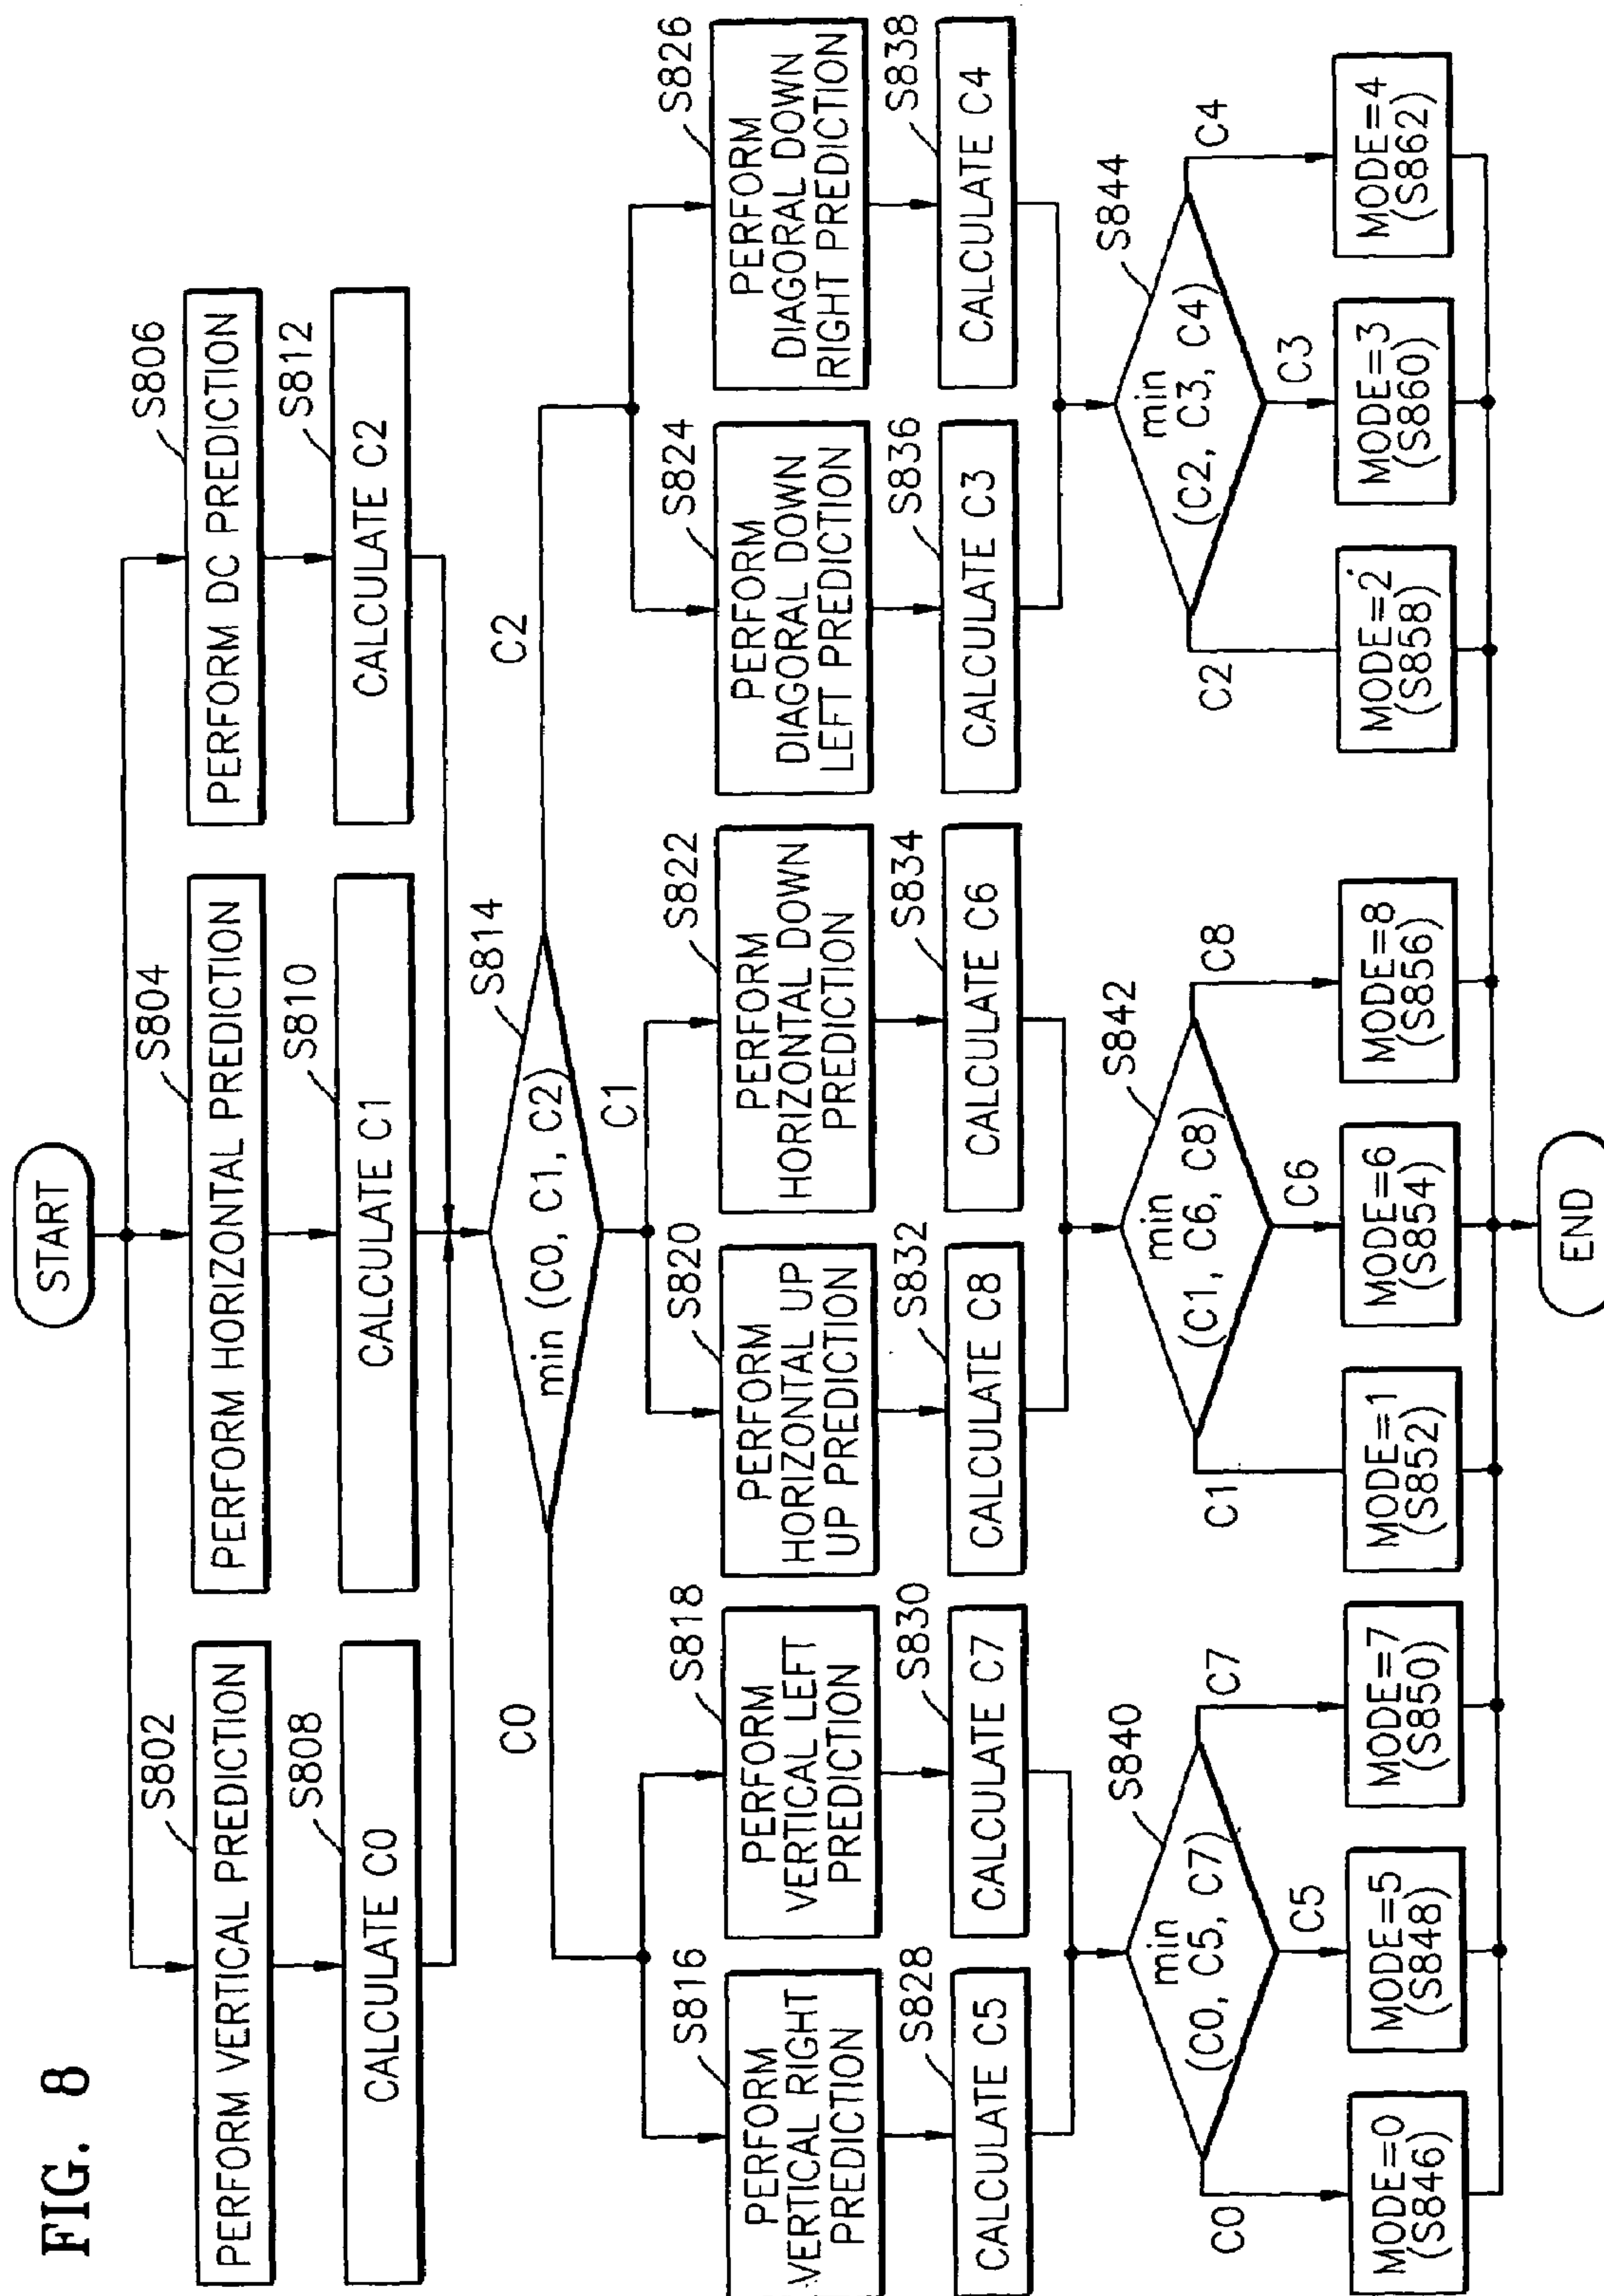 FIG. 8
START
S802
PERFORM VERTICAL PREDICTION
S804
PERFORM HORIZONTAL PREDICTION
S806
PERFORM DC PREDICTION
S808
CALCULATE C0
S810
CALCULATE C1
S812
CALCULATE C2
S814
min (C0, C1, C2)
C0
C1
C2
S816
PERFORM
VERTICAL RIGHT
PREDICTION
S818
PERFORM
VERTICAL LEFT
PREDICTION
S820
PERFORM
HORIZONTAL UP
UP PREDICTION
S822
PERFORM
HORIZONTAL DOWN
PREDICTION
S824
PERFORM
DIAGORAL DOWN
LEFT PREDICTION
S826
PERFORM
DIAGORAL DOWN
RIGHT PREDICTION
S828
CALCULATE C5
S830
CALCULATE C7
S832
CALCULATE C8
S834
CALCULATE C6
S836
CALCULATE C3
S838
CALCULATE C4
S840
min
(C0, C5, C7)
C0
C5
C7
S842
min
(C1, C6, C8)
C1
C6
C8
S844
min
(C2, C3, C4)
C2
C3
C4
MODE=0
(S846)
MODE=5
(S848)
MODE=7
(S850)
MODE=1
(S852)
MODE=6
(S854)
MODE=8
(S856)
MODE=2
(S858)
MODE=3
(S860)
MODE=4
(S862)
END